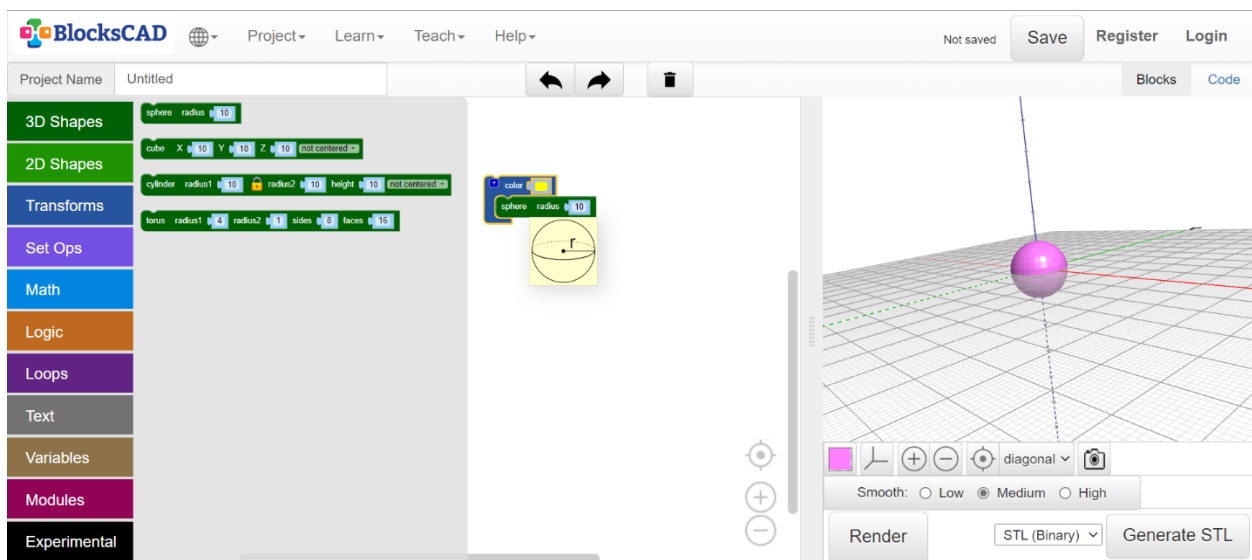 BlocksCAD Project Learn Teach Help Not saved Save Register Login
Project Name Untitled Blocks Code
3D Shapes
2D Shapes
Transforms
Set Ops
Math
Logic
Loops
Text
Variables
Modules
Experimental
sphere radius 10
cube X 10 Y 10 Z 10 not centered
cylinder radius1 10 radius2 10 height 10 not centered
torus radius1 4 radius2 1 sides 8 faces 16
color
sphere radius 10
r
diagonal
Smooth: Low Medium High
Render STL (Binary) Generate STL